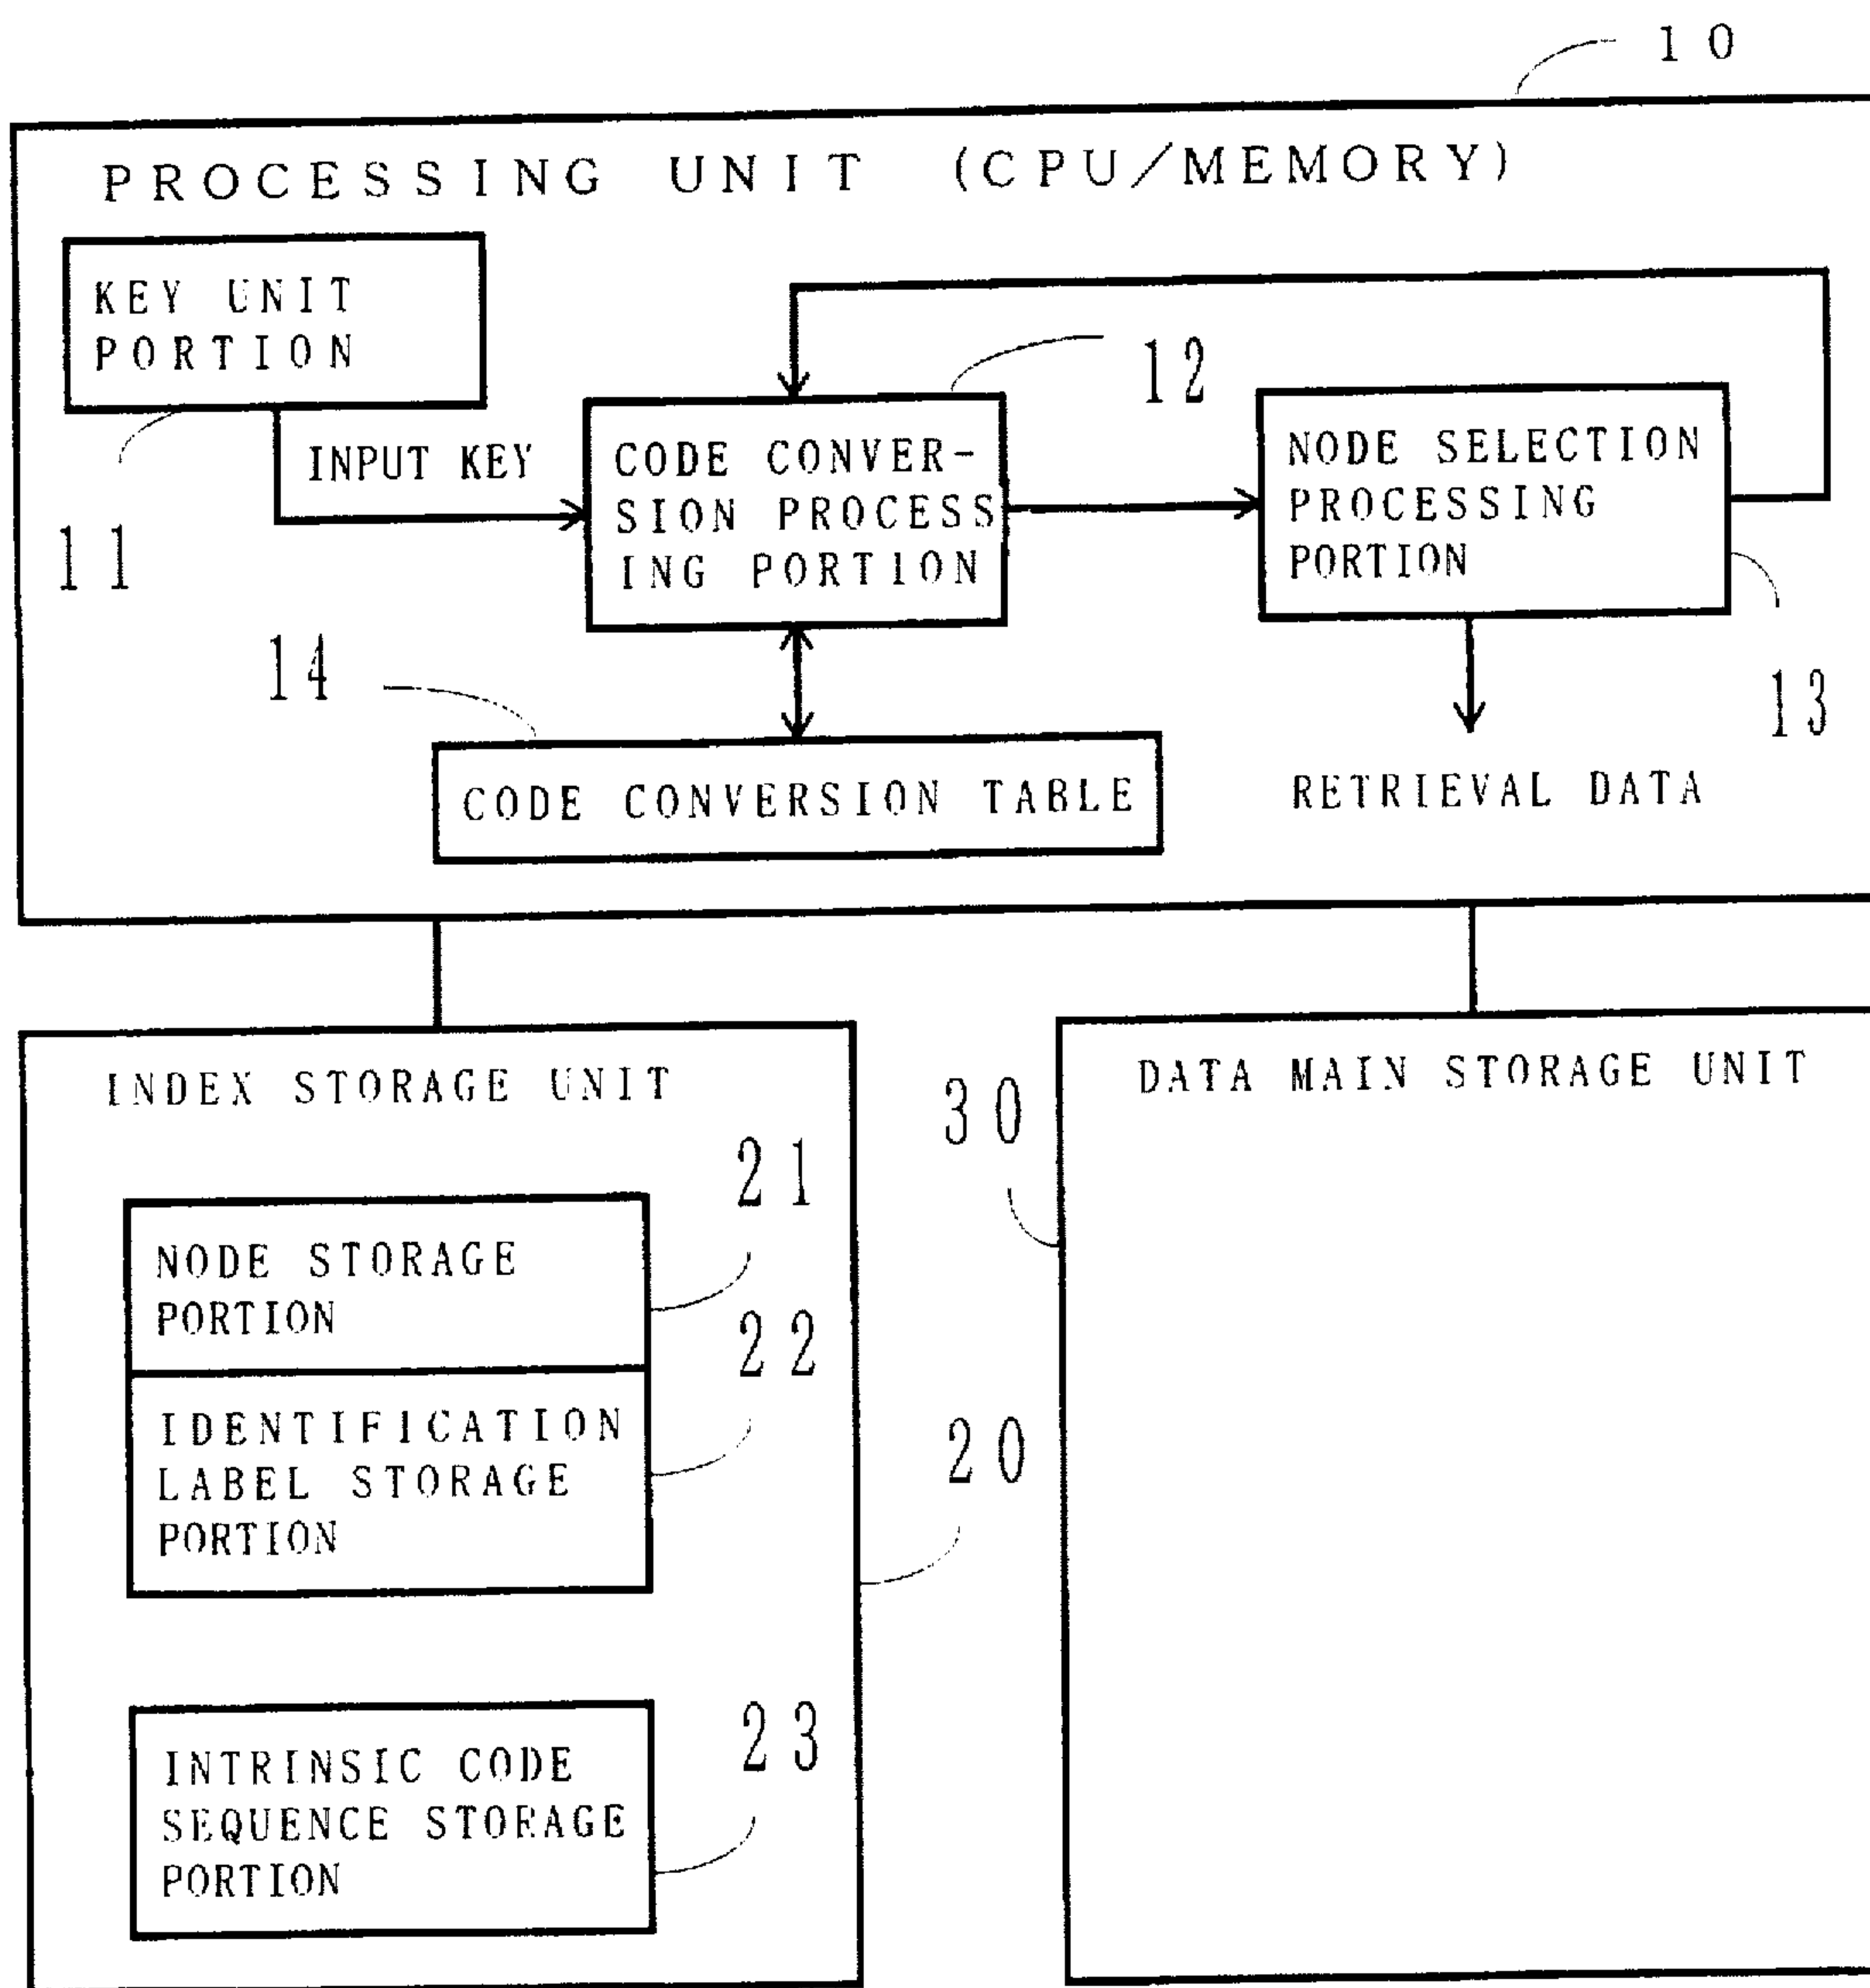 10
PROCESSING UNIT (CPU/MEMORY)
KEY UNIT
PORTION
11
INPUT KEY
CODE CONVER-
SION PROCESS
ING PORTION
12
NODE SELECTION
PROCESSING
PORTION
13
14
CODE CONVERSION TABLE
RETRIEVAL DATA
INDEX STORAGE UNIT
21
NODE STORAGE
PORTION
22
IDENTIFICATION
LABEL STORAGE
PORTION
20
23
INTRINSIC CODE
SEQUENCE STORAGE
PORTION
30
DATA MAIN STORAGE UNIT